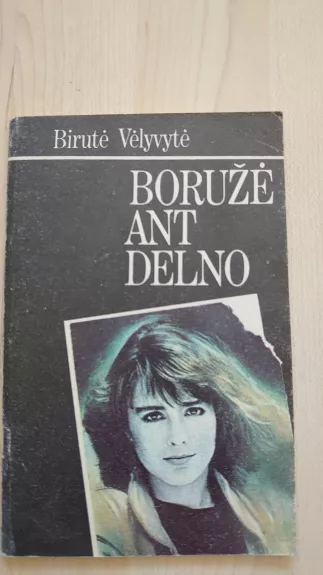 Birutė Vėlyvytė
BORUŽĖ
ANT
DELNO